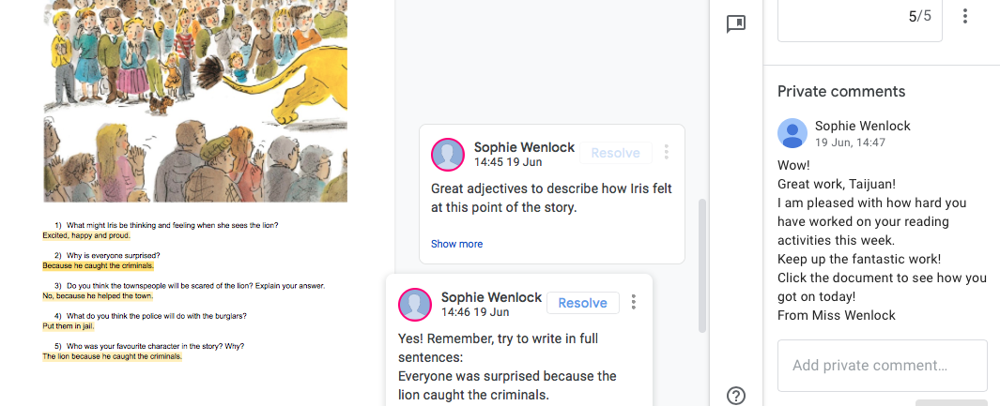 1) What might Iris be thinking and feeling when she sees the lion?
Excited, happy and proud.
2) Why is everyone surprised?
Because he caught the criminals.
3) Do you think the townspeople will be scared of the lion? Explain your answer.
No, because he helped the town.
4) What do you think the police will do with the burglars?
Put them in jail.
5) Who was your favourite character in the story? Why?
The lion because he caught the criminals.
Sophie Wenlock
Resolve
14:45 19 Jun
Great adjectives to describe how Iris felt
at this point of the story.
Show more
Sophie Wenlock
Resolve
14:46 19 Jun
Yes! Remember, try to write in full
sentences:
Everyone was surprised because the
lion caught the criminals.
5/5
Private comments
Sophie Wenlock
19 Jun, 14:47
Wow!
Great work, Taijuan!
I am pleased with how hard you
have worked on your reading
activities this week.
Keep up the fantastic work!
Click the document to see how you
got on today!
From Miss Wenlock
Add private comment...